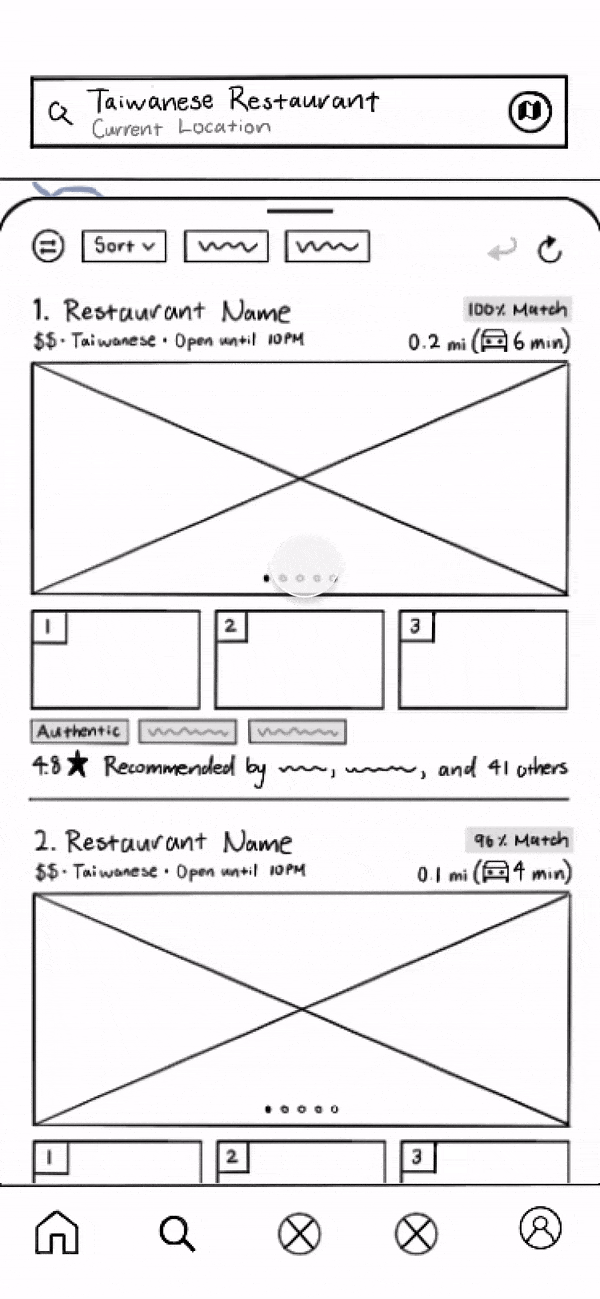 Taiwanese Restaurant
Current Location
Sort
1. Restaurant Name
100% Match
$$ · Taiwanese · Open until 10PM
0.2 mi (6 min)
1
2
3
Authentic
4.8 ★ Recommended by , , and 41 others
2. Restaurant Name
96% Match
$$ · Taiwanese · Open until 10PM
0.1 mi (4 min)
1
2
3